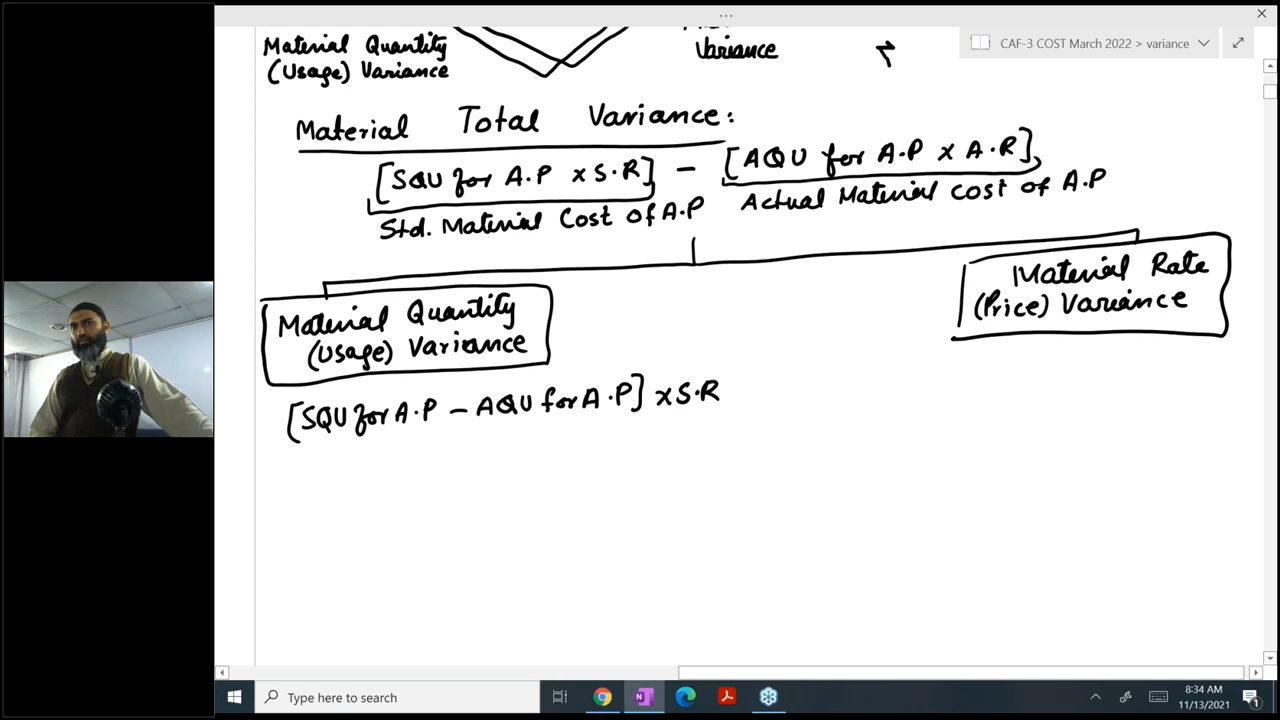 CAF-3 COST March 2022 > variance
Material Quantity
(Usage) Variance
Variance
Material Total Variance:
[SQU for A.P x S.R] - [AQU for A.P x A.R]
Std. Material Cost of A.P Actual Material cost of A.P
Material Quantity
(Usage) Variance
Material Rate
(Price) Variance
[SQU for A.P - AQU for A.P] x S.R
Type here to search
8:34 AM
11/13/2021
1